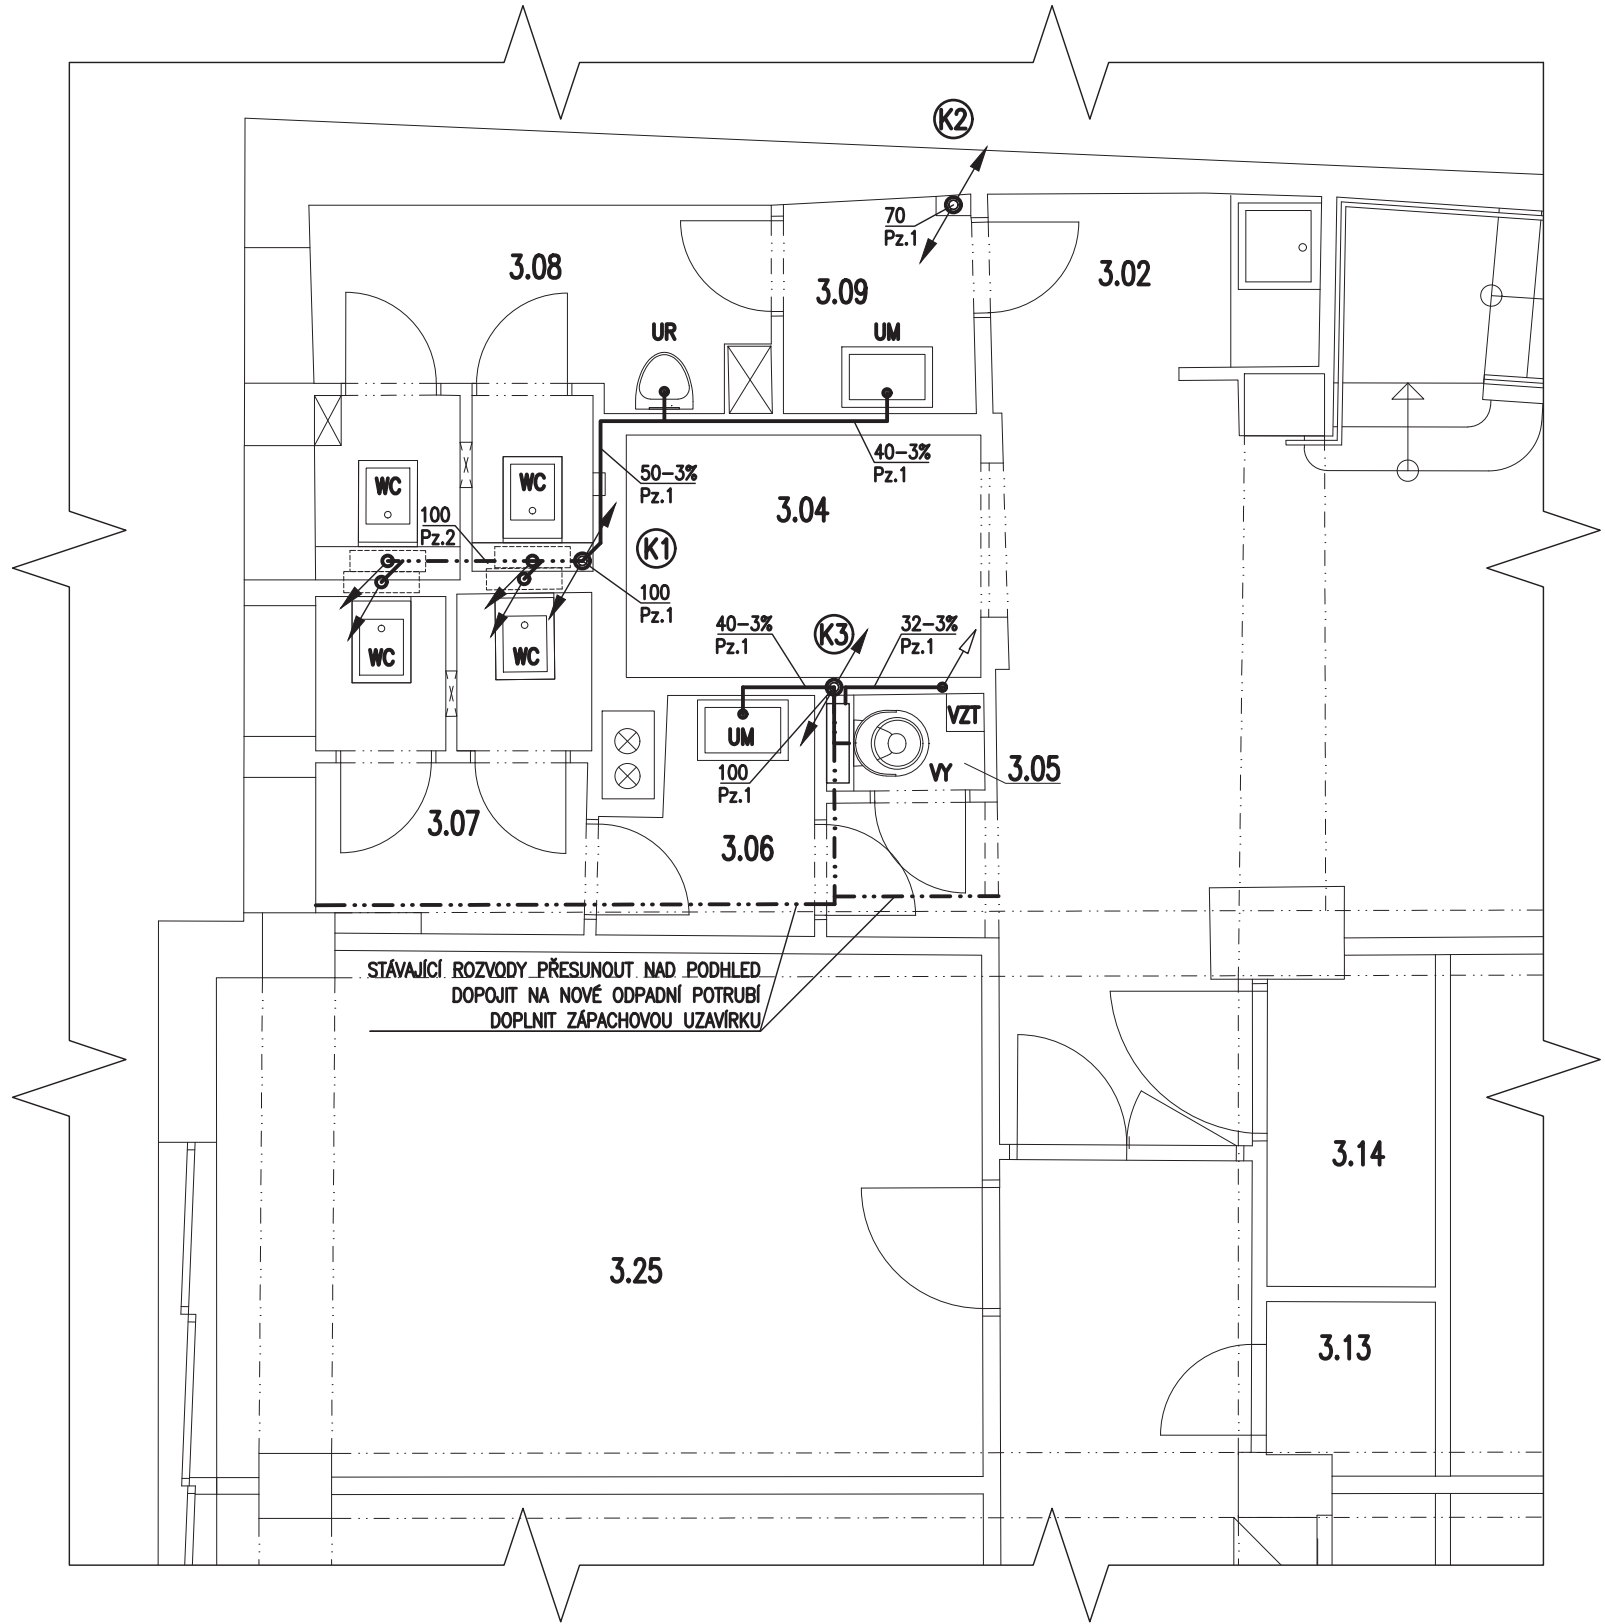 K2
70
Pz.1
3.08
3.09
3.02
UR
UM
40-3%
Pz.1
50-3%
Pz.1
WC
WC
100
Pz.2
3.04
K1
100
Pz.1
40-3%
Pz.1
K3
32-3%
Pz.1
WC
WC
UM
VZT
VY
3.05
100
Pz.1
3.07
3.06
STÁVAJÍCÍ ROZVODY PŘESUNOUT NAD PODHLED
DOPOJIT NA NOVÉ ODPADNÍ POTRUBÍ
DOPLNIT ZÁPACHOVOU UZAVÍRKU
3.14
3.25
3.13